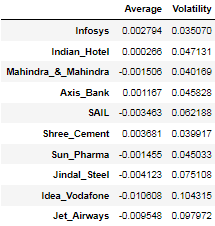 Average Volatility
Infosys 0.002794 0.035070
Indian_Hotel 0.000266 0.047131
Mahindra_&_Mahindra -0.001506 0.040169
Axis_Bank 0.001167 0.045828
SAIL -0.003463 0.062188
Shree_Cement 0.003681 0.039917
Sun_Pharma -0.001455 0.045033
Jindal_Steel -0.004123 0.075108
Idea_Vodafone -0.010608 0.104315
Jet_Airways -0.009548 0.097972